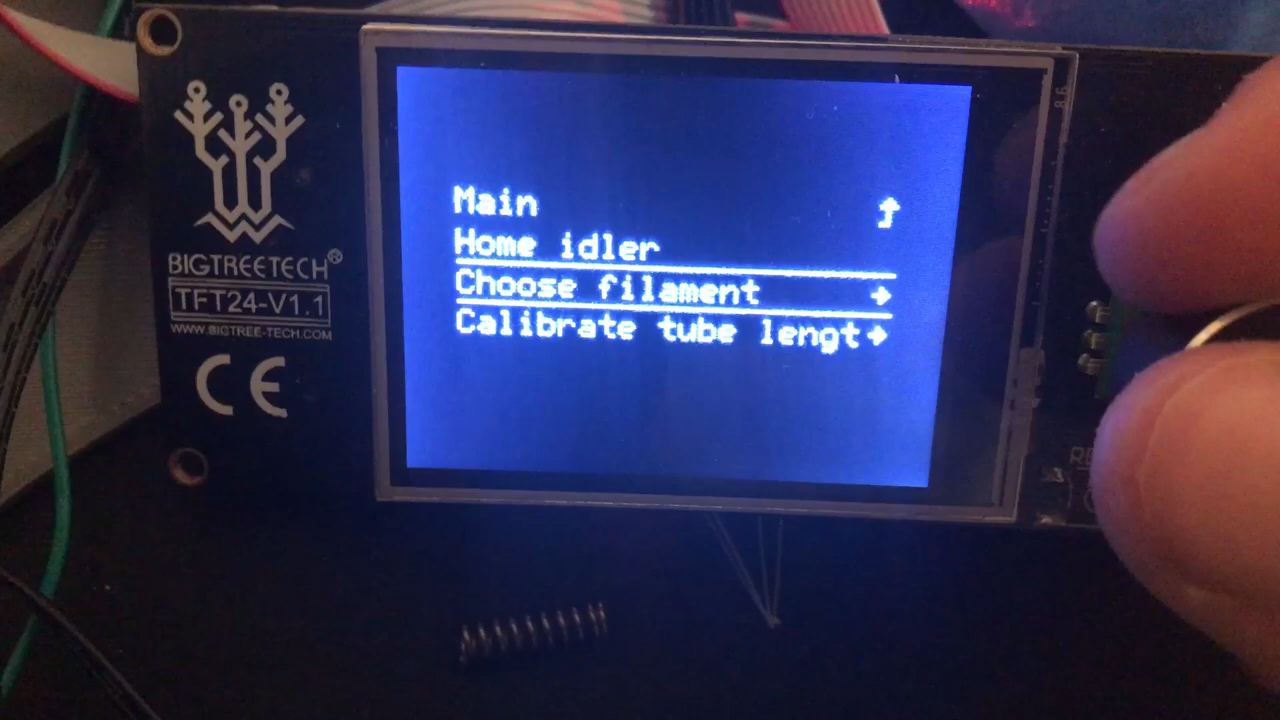 Main
Home idler
Choose filament
Calibrate tube lengt
BIGTREETECH®
TFT24-V1.1
WWW.BIGTREE-TECH.COM
CE